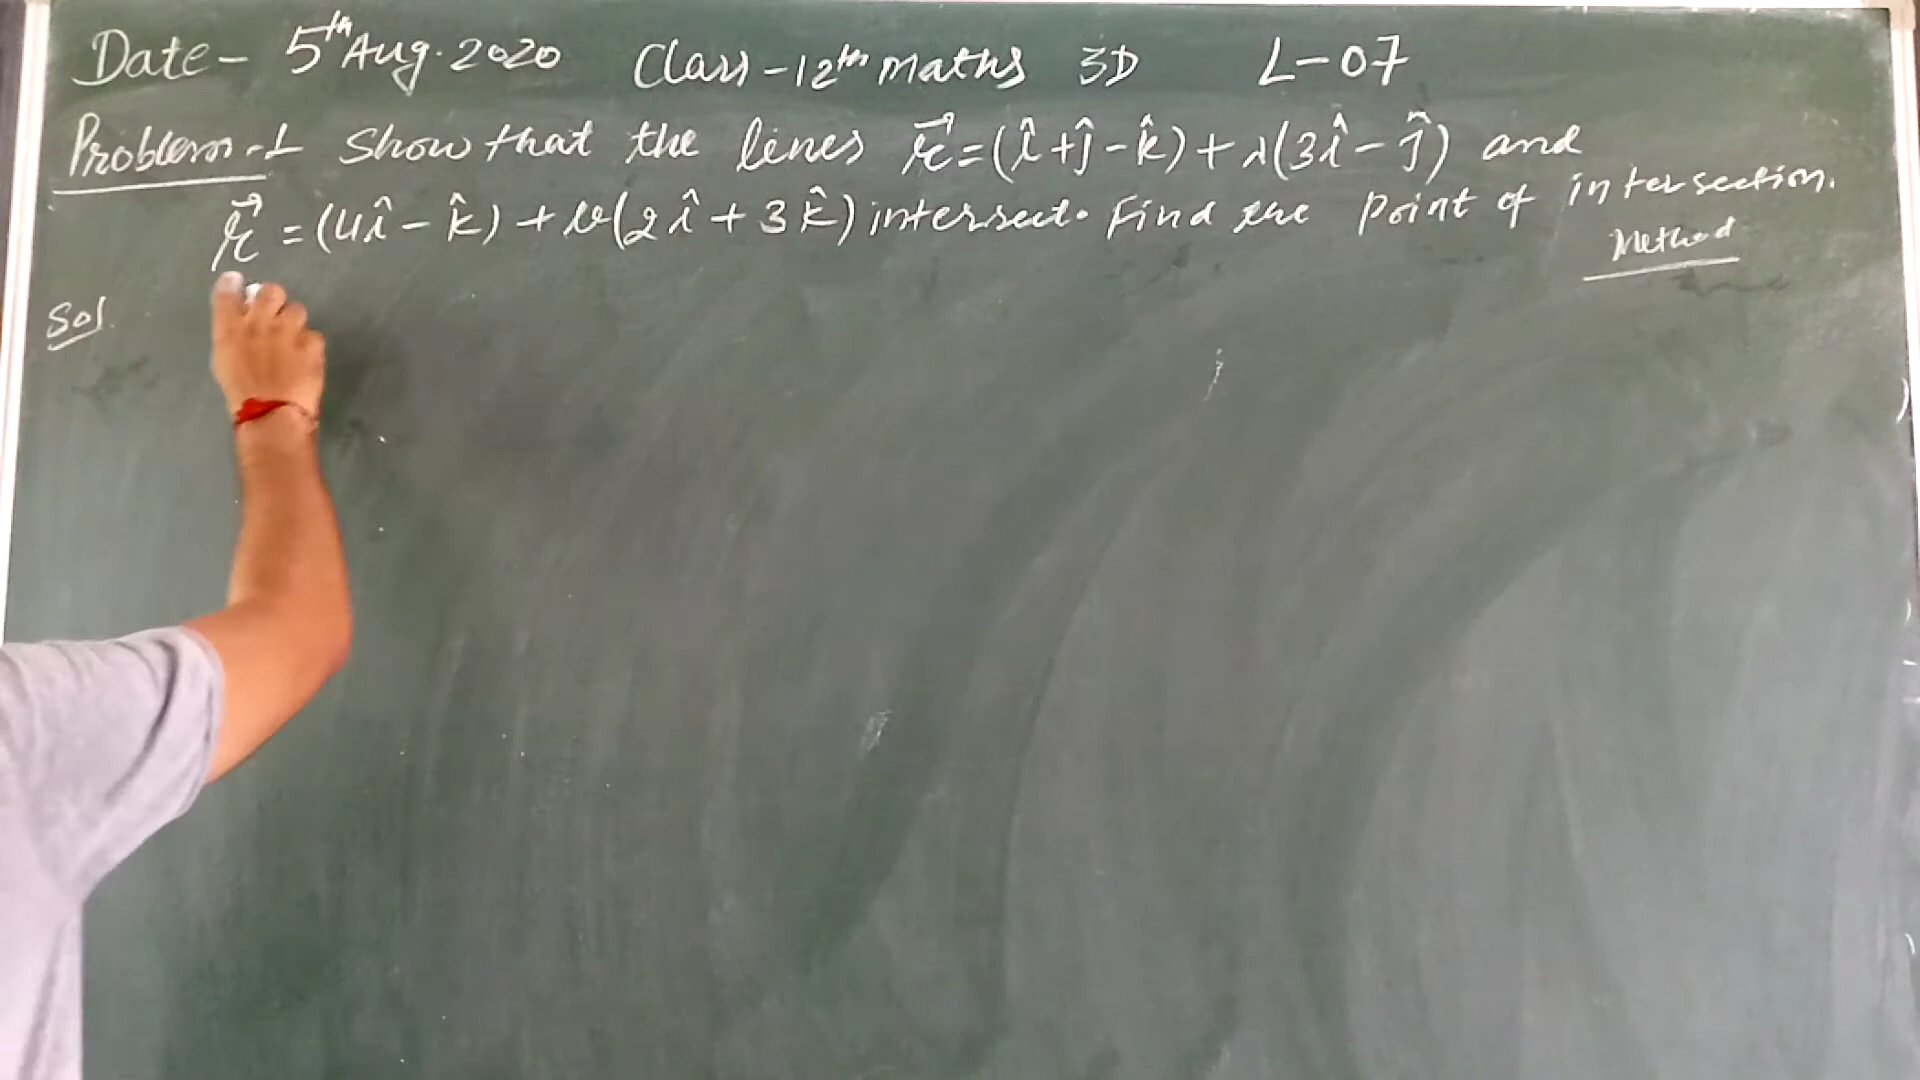 Date - 5th Aug. 2020 Class - 12th maths 3D L-07
Problem-1 Show that the lines r⃗ = (î + ĵ - k̂) + λ(3î - ĵ) and
r⃗ = (4î - k̂) + μ(2î + 3k̂) intersect. Find the point of intersection.
Method
Sol.